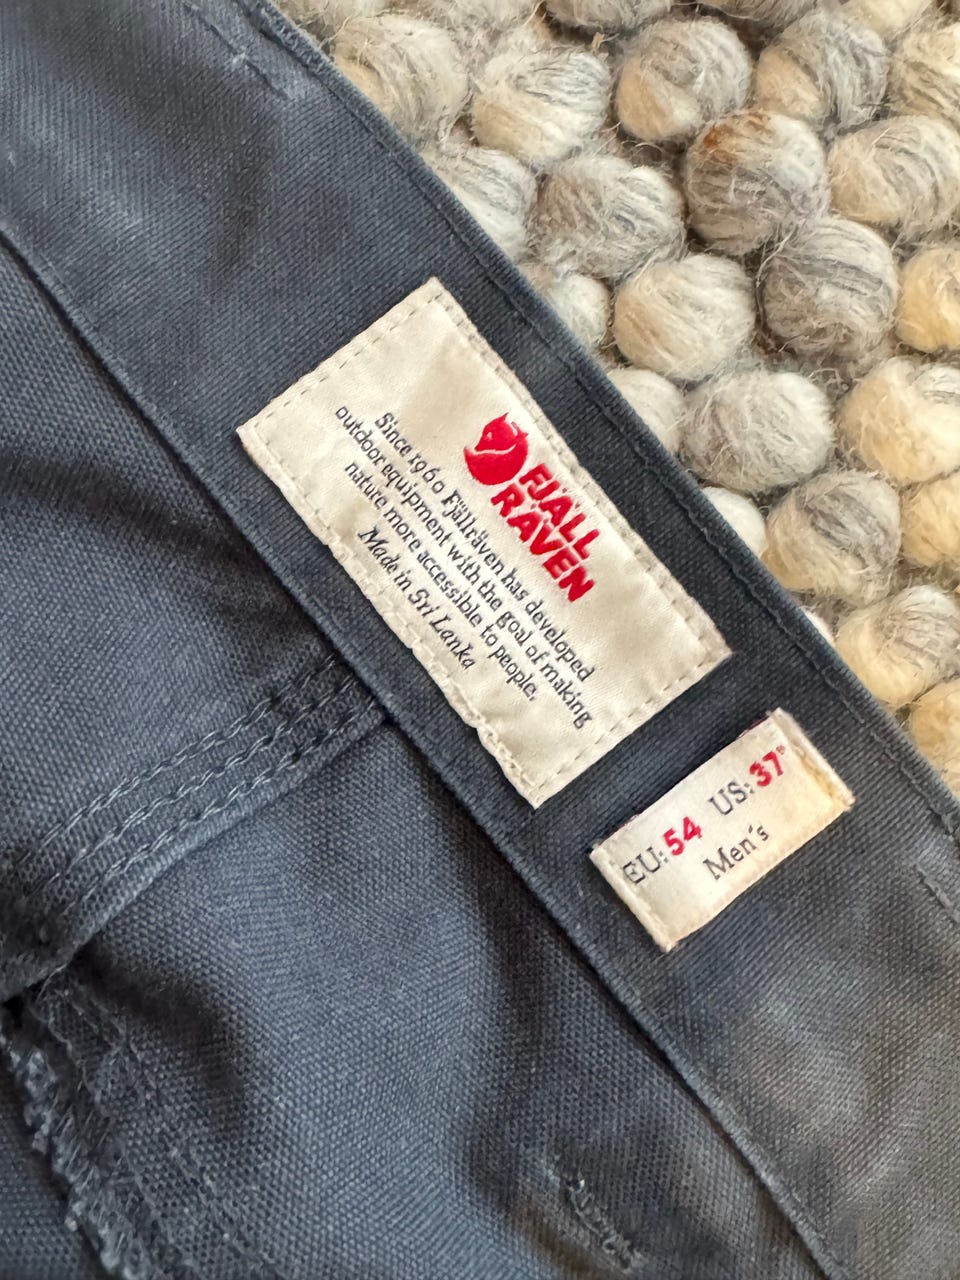 FJÄLL
RÄVEN
Since 1960 Fjällräven has developed
outdoor equipment with the goal of making
nature more accessible to people.
Made in Sri Lanka
EU: 54 US: 37"
Men's